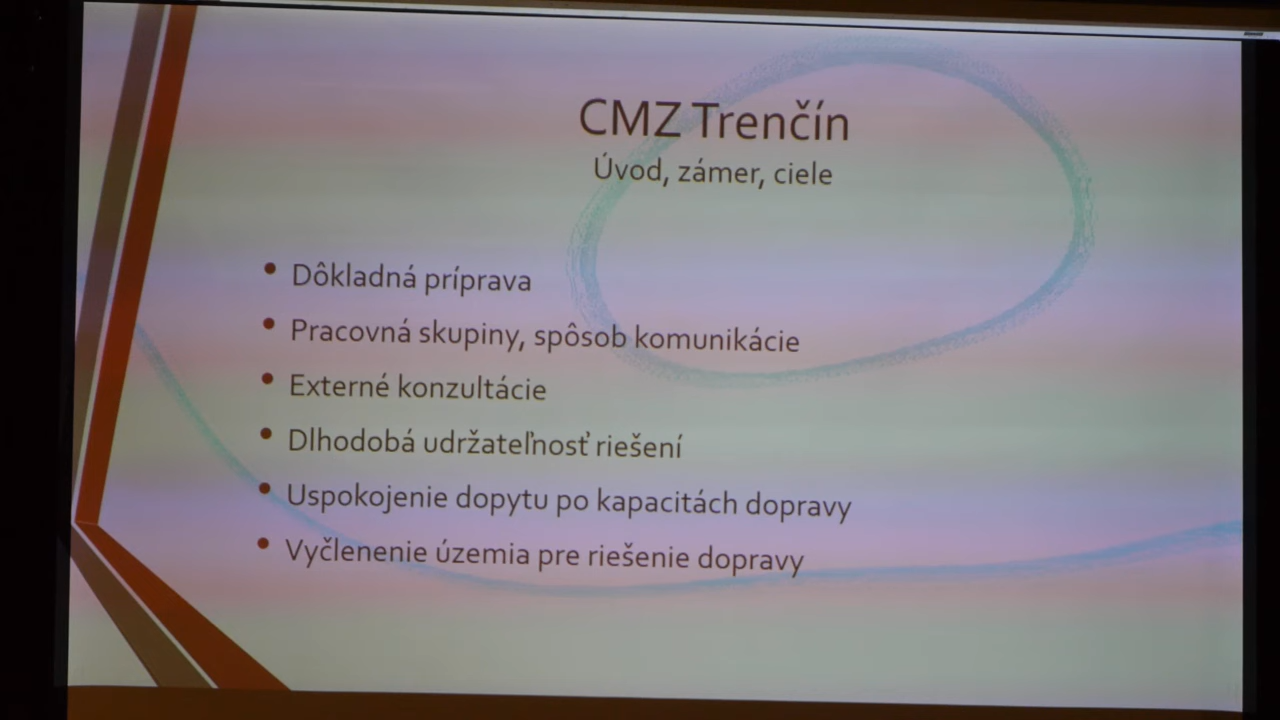 CMZ Trenčín
Úvod, zámer, ciele
• Dôkladná príprava
• Pracovná skupiny, spôsob komunikácie
• Externé konzultácie
• Dlhodobá udržateľnosť riešení
• Uspokojenie dopytu po kapacitách dopravy
• Vyčlenenie územia pre riešenie dopravy